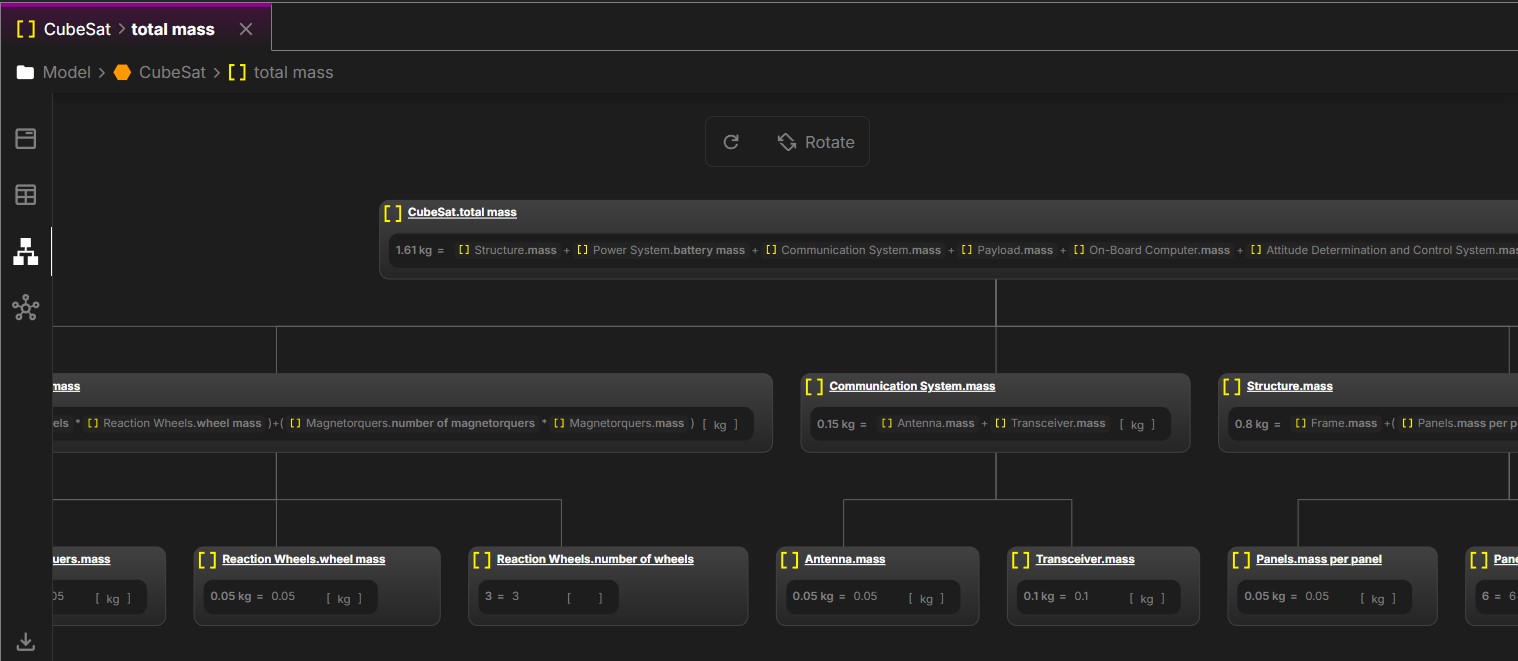 [ ] CubeSat > total mass ×
Model > CubeSat > [ ] total mass
Rotate
[ ] CubeSat.total mass
1.61 kg = [ ] Structure.mass + [ ] Power System.battery mass + [ ] Communication System.mass + [ ] Payload.mass + [ ] On-Board Computer.mass + [ ] Attitude Determination and Control System.mas
mass
els * [ ] Reaction Wheels.wheel mass )+( [ ] Magnetorquers.number of magnetorquers * [ ] Magnetorquers.mass ) [ kg ]
[ ] Communication System.mass
0.15 kg = [ ] Antenna.mass + [ ] Transceiver.mass [ kg ]
[ ] Structure.mass
0.8 kg = [ ] Frame.mass +( [ ] Panels.mass per p
uers.mass
05 [ kg ]
[ ] Reaction Wheels.wheel mass
0.05 kg = 0.05 [ kg ]
[ ] Reaction Wheels.number of wheels
3 = 3 [ ]
[ ] Antenna.mass
0.05 kg = 0.05 [ kg ]
[ ] Transceiver.mass
0.1 kg = 0.1 [ kg ]
[ ] Panels.mass per panel
0.05 kg = 0.05 [ kg ]
[ ] Pane
6 = 6